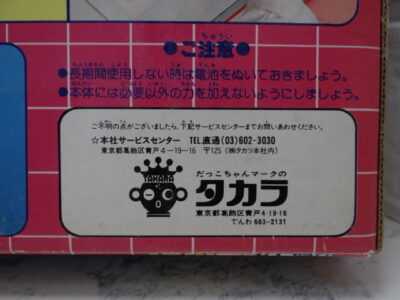 ●ご注意●
●長期間使用しない時は電池をぬいておきましょう。
●本体には必要以外の力を加えないようにしましょう。
ご不明の点がございましたら、下記サービスセンターまでお問いあわせください。
☆本社サービスセンター TEL.直通(03)602-3030
東京都葛飾区青戸4-19-16 〒125 (㈱タカラ本社内)
TAKARA
だっこちゃんマークの
タカラ
東京都葛飾区青戸4-19-16
でんわ 603-2131